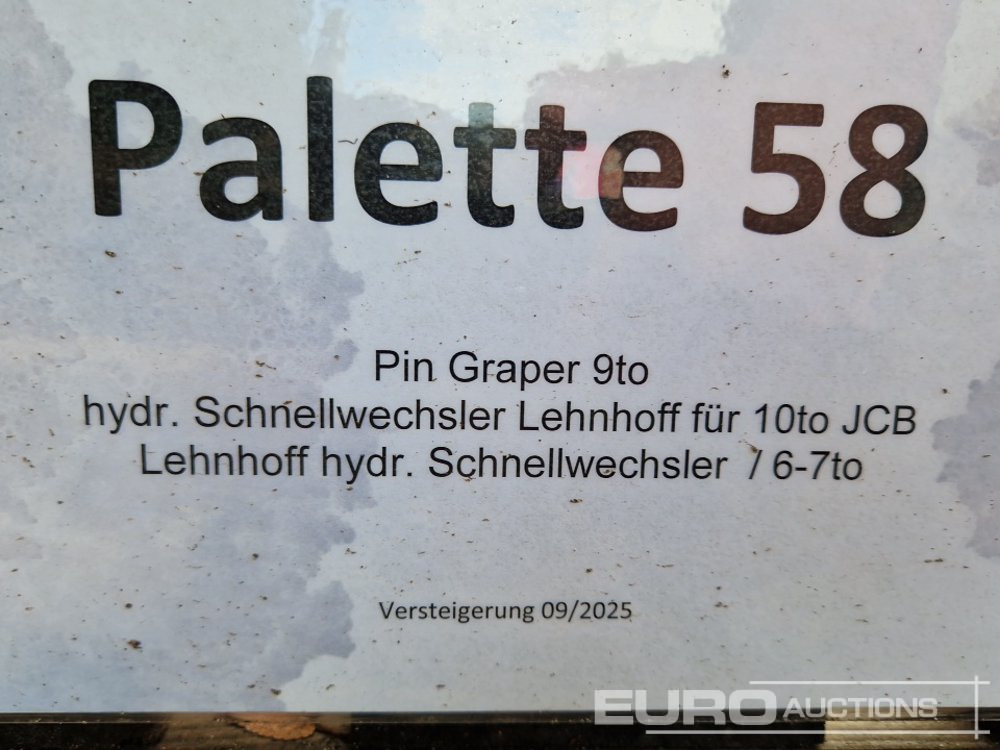 Palette 58
Pin Graper 9to
hydr. Schnellwechsler Lehnhoff für 10to JCB
Lehnhoff hydr. Schnellwechsler / 6-7to
Versteigerung 09/2025
EURO AUCTIONS